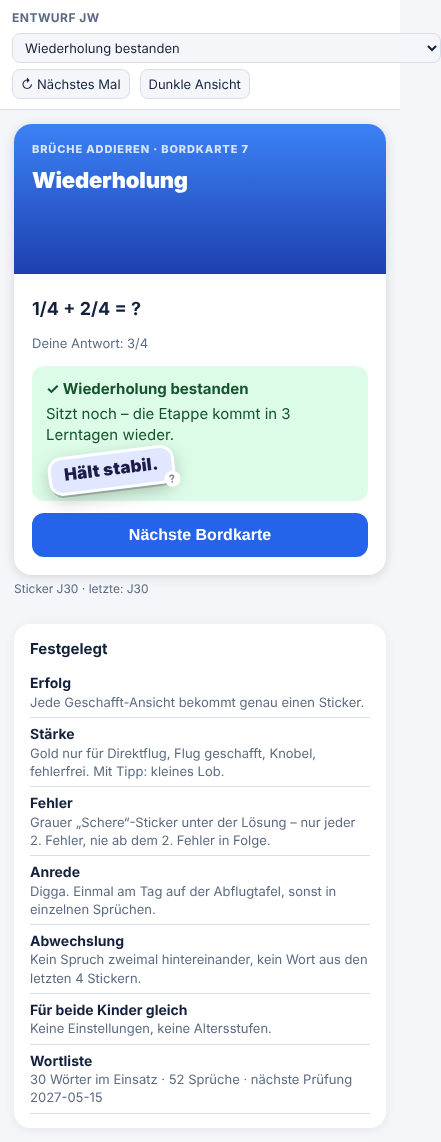 ENTWURF JW
Wiederholung bestanden
↻ Nächstes Mal
Dunkle Ansicht
BRÜCHE ADDIEREN · BORDKARTE 7
Wiederholung
1/4 + 2/4 = ?
Deine Antwort: 3/4
✓ Wiederholung bestanden
Sitzt noch – die Etappe kommt in 3
Lerntagen wieder.
Hält stabil.
?
Nächste Bordkarte
Sticker J30 · letzte: J30
Festgelegt
Erfolg
Jede Geschafft-Ansicht bekommt genau einen Sticker.
Stärke
Gold nur für Direktflug, Flug geschafft, Knobel,
fehlerfrei. Mit Tipp: kleines Lob.
Fehler
Grauer „Schere“-Sticker unter der Lösung – nur jeder
2. Fehler, nie ab dem 2. Fehler in Folge.
Anrede
Digga. Einmal am Tag auf der Abflugtafel, sonst in
einzelnen Sprüchen.
Abwechslung
Kein Spruch zweimal hintereinander, kein Wort aus den
letzten 4 Stickern.
Für beide Kinder gleich
Keine Einstellungen, keine Altersstufen.
Wortliste
30 Wörter im Einsatz · 52 Sprüche · nächste Prüfung
2027-05-15